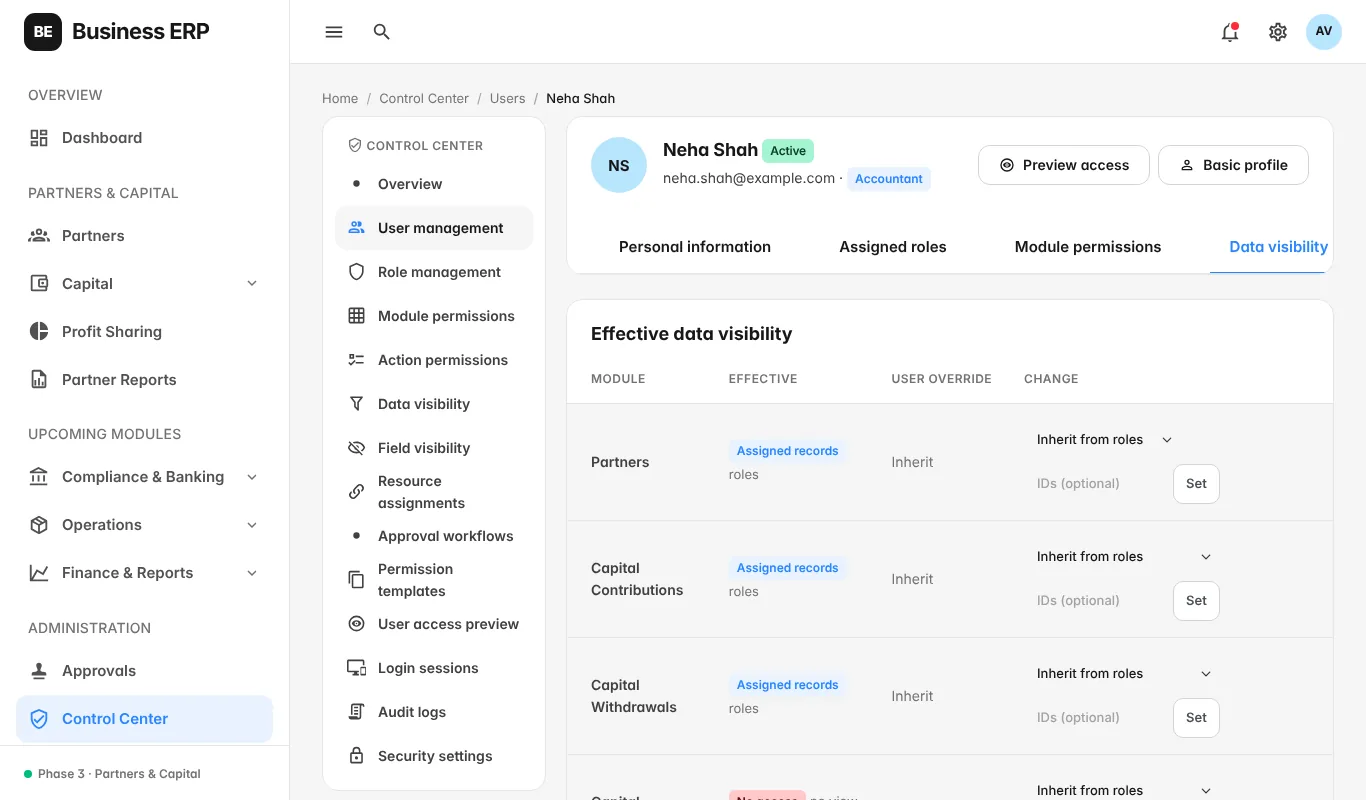 BE Business ERP
OVERVIEW
Dashboard
PARTNERS & CAPITAL
Partners
Capital
Profit Sharing
Partner Reports
UPCOMING MODULES
Compliance & Banking
Operations
Finance & Reports
ADMINISTRATION
Approvals
Control Center
Phase 3 · Partners & Capital
AV
Home / Control Center / Users / Neha Shah
CONTROL CENTER
Overview
User management
Role management
Module permissions
Action permissions
Data visibility
Field visibility
Resource
assignments
Approval workflows
Permission
templates
User access preview
Login sessions
Audit logs
Security settings
NS
Neha Shah Active
neha.shah@example.com · Accountant
Preview access
Basic profile
Personal information
Assigned roles
Module permissions
Data visibility
Effective data visibility
MODULE EFFECTIVE USER OVERRIDE CHANGE
Partners
Assigned records
roles
Inherit
Inherit from roles
IDs (optional)
Set
Capital
Contributions
Assigned records
roles
Inherit
Inherit from roles
IDs (optional)
Set
Capital
Withdrawals
Assigned records
roles
Inherit
Inherit from roles
IDs (optional)
Set
Capital
No access no view
Inherit from roles